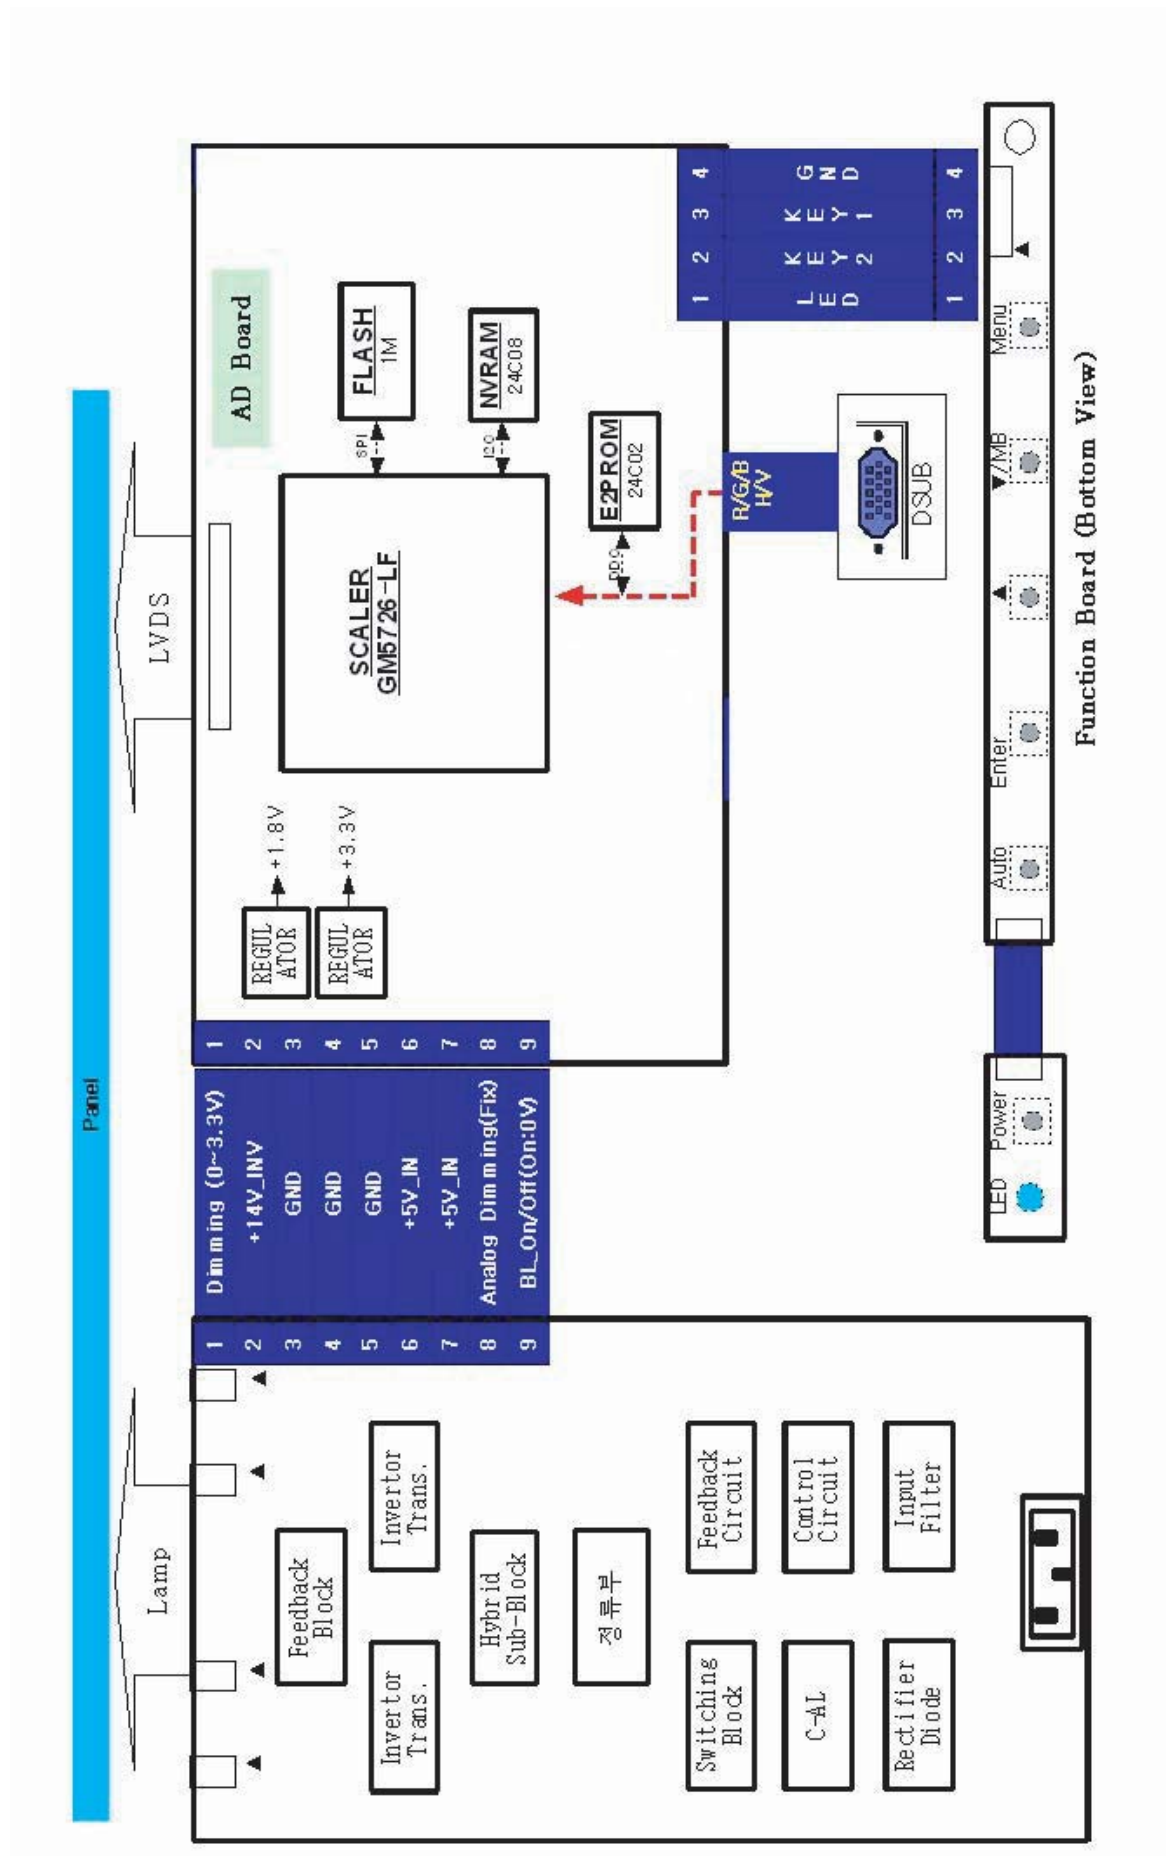 Panel
Lamp
LVDS
AD Board
Feedback
Block
Invertor
Trans.
Invertor
Trans.
Hybrid
Sub-Block
정류부
Switching
Block
Feedback
Circuit
C-AL
Control
Circuit
Rectifier
Diode
Input
Filter
1
2
3
4
5
6
7
8
9
Dimming (0~3.3V)
+14V_INV
GND
GND
GND
+5V_IN
+5V_IN
Analog Dimming(Fix)
BL_On/Off(On:0V)
1
2
3
4
5
6
7
8
9
REGUL
ATOR
+1.8V
REGUL
ATOR
+3.3V
SCALER
GM5726-LF
SPI
FLASH
1M
NVRAM
24C08
E2PROM
24C02
R/G/B
H/V
DSUB
1 2 3 4
LED
KEY2
KEY1
GND
1 2 3 4
LED
Power
Auto
Enter
▲
▼/MB
Menu
Function Board (Bottom View)